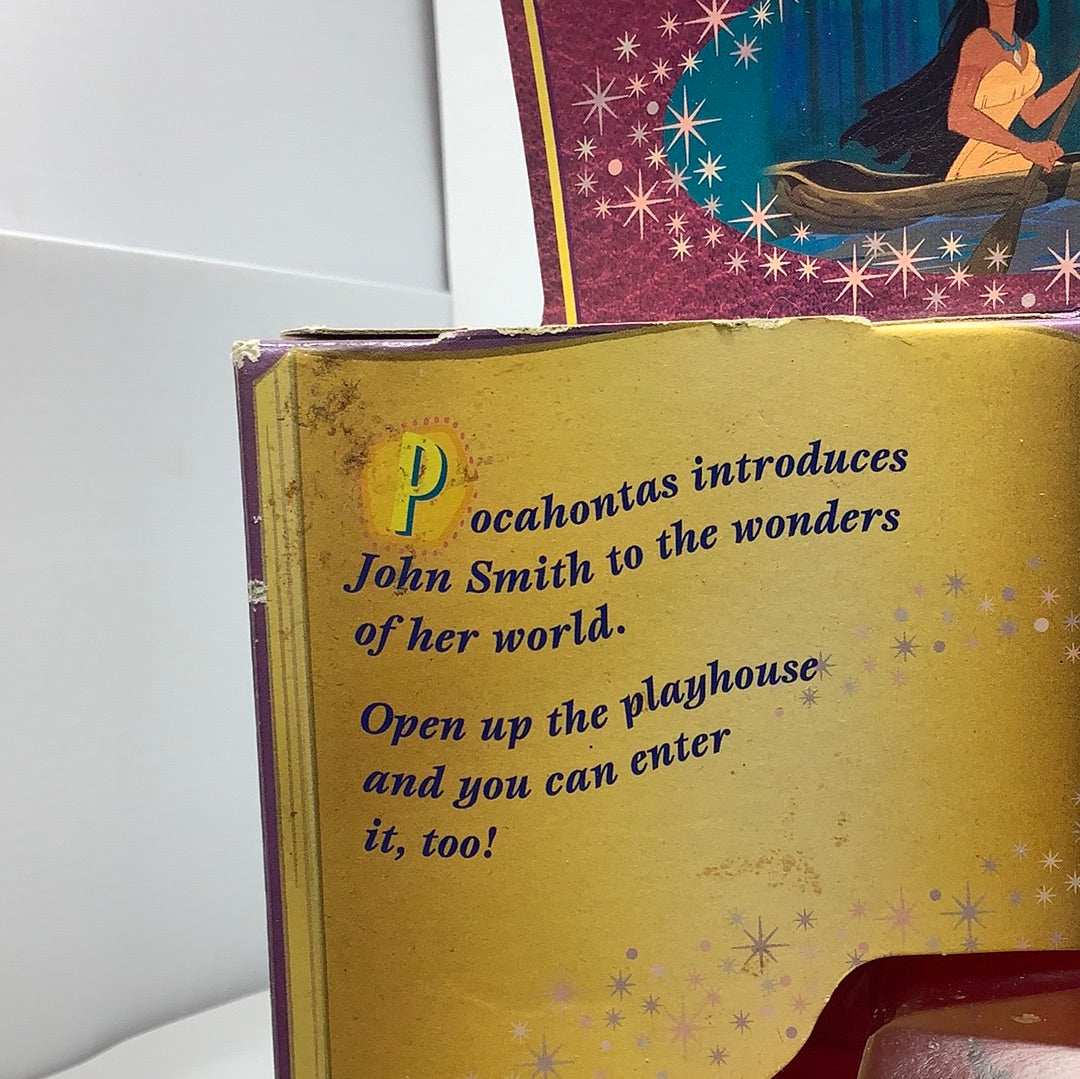 Pocahontas introduces
John Smith to the wonders
of her world.
Open up the playhouse
and you can enter
it, too!